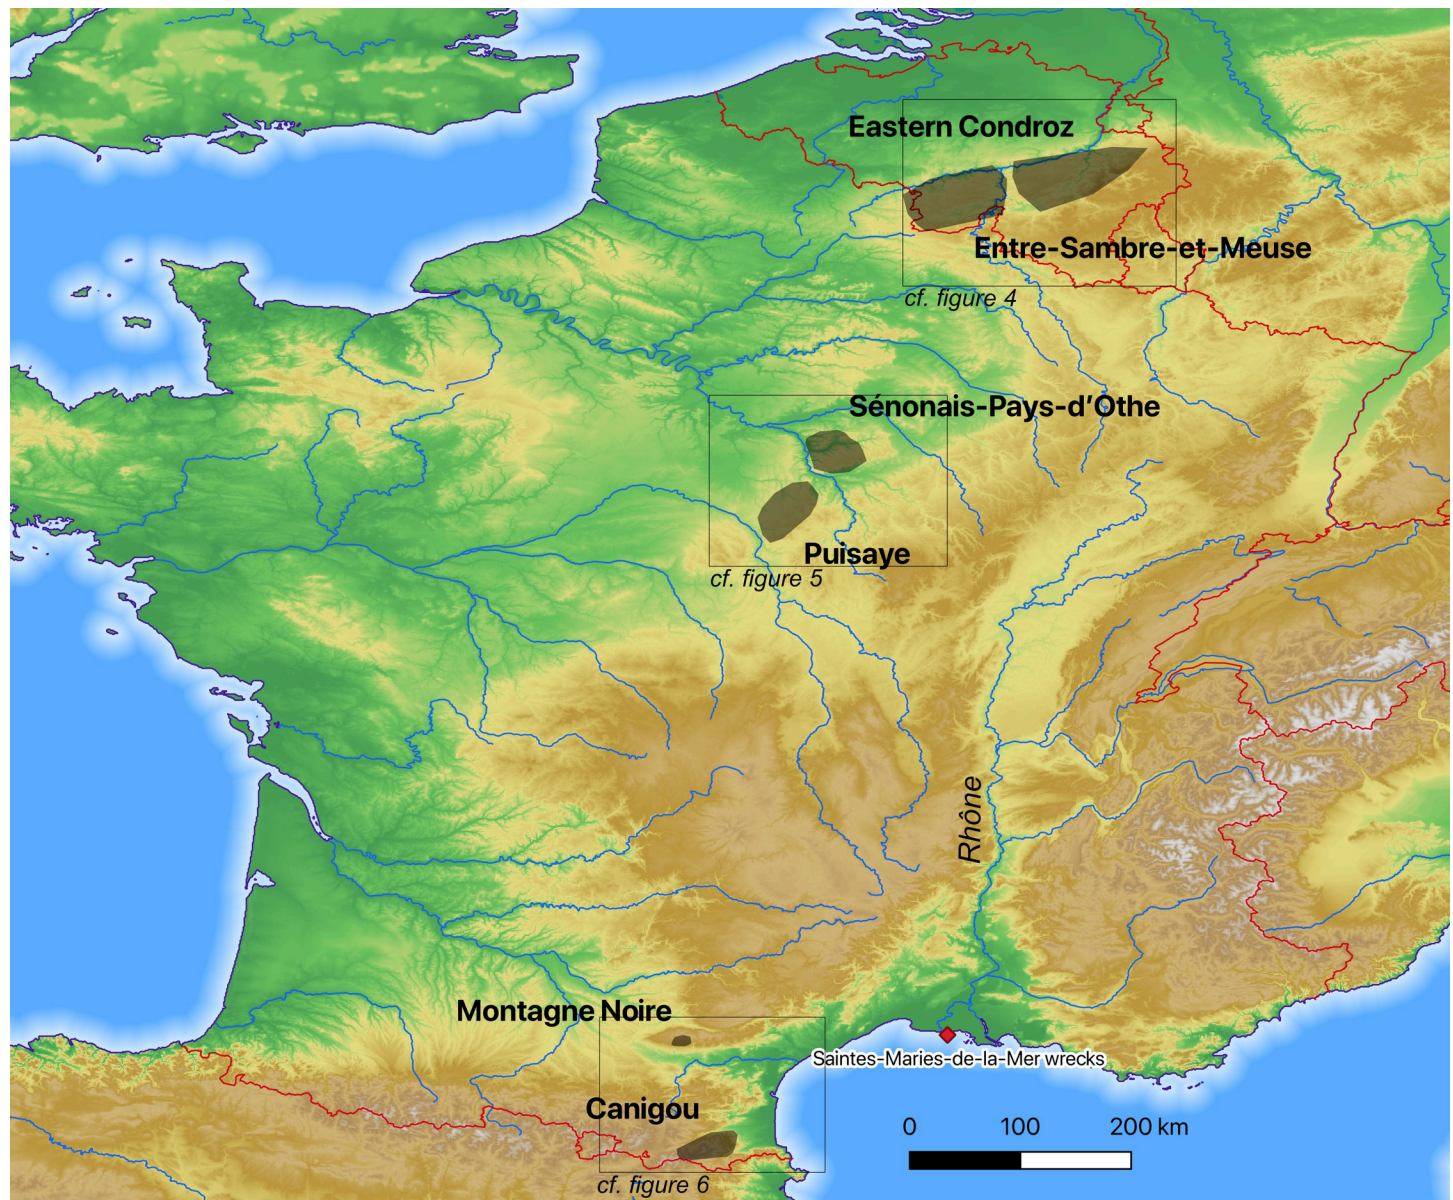 Eastern Condroz
Entre-Sambre-et-Meuse
cf. figure 4
Sénonais-Pays-d’Othe
Puisaye
cf. figure 5
Rhône
Montagne Noire
Saintes-Maries-de-la-Mer wrecks
Canigou
0 100 200 km
cf. figure 6